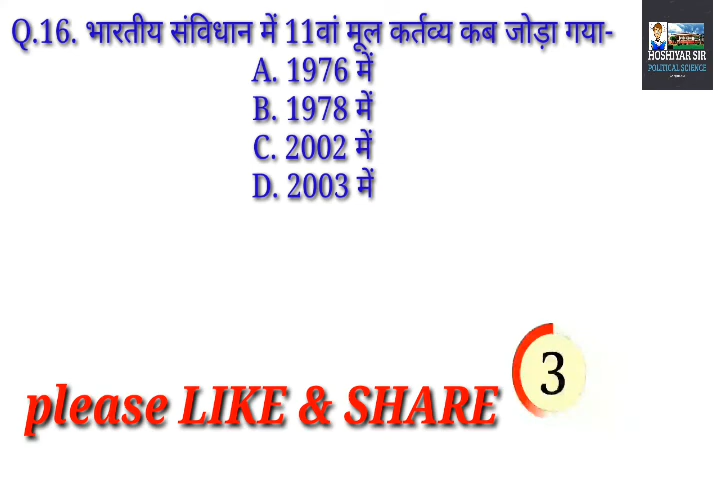 Q.16. भारतीय संविधान में 11वां मूल कर्तव्य कब जोड़ा गया-
A. 1976 में
B. 1978 में
C. 2002 में
D. 2003 में
HOSHIYAR SIR
POLITICAL SCIENCE
3
please LIKE & SHARE